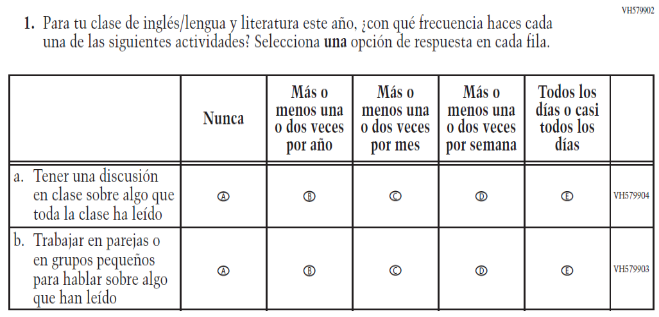 VH579902
1. Para tu clase de inglés/lengua y literatura este año, ¿con qué frecuencia haces cada
una de las siguientes actividades? Selecciona una opción de respuesta en cada fila.
Nunca
Más o
menos una
o dos veces
por año
Más o
menos una
o dos veces
por mes
Más o
menos una
o dos veces
por semana
Todos los
días o casi
todos los
días
a. Tener una discusión
en clase sobre algo que
toda la clase ha leído
A B C D E VH579904
b. Trabajar en parejas o
en grupos pequeños
para hablar sobre algo
que han leído
A B C D E VH579903